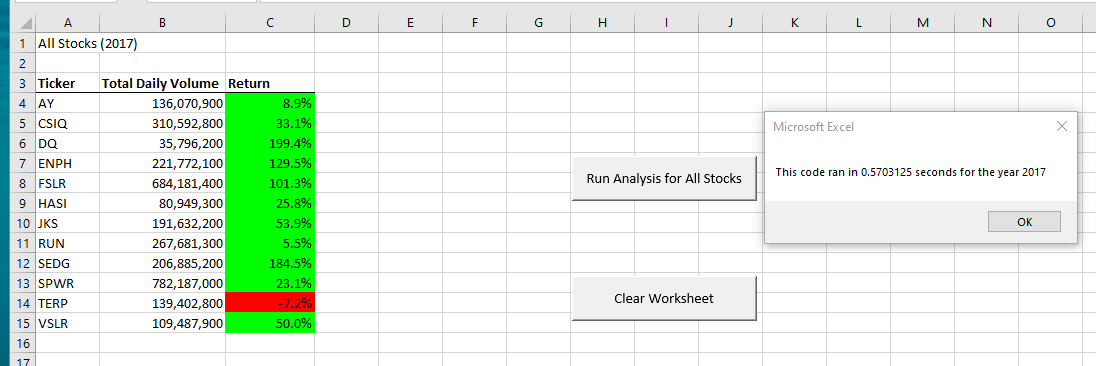 A B C D E F G H I J K L M N O
1 All Stocks (2017)
2
3 Ticker Total Daily Volume Return
4 AY 136,070,900 8.9%
5 CSIQ 310,592,800 33.1%
6 DQ 35,796,200 199.4%
7 ENPH 221,772,100 129.5%
8 FSLR 684,181,400 101.3%
9 HASI 80,949,300 25.8%
10 JKS 191,632,200 53.9%
11 RUN 267,681,300 5.5%
12 SEDG 206,885,200 184.5%
13 SPWR 782,187,000 23.1%
14 TERP 139,402,800 -7.2%
15 VSLR 109,487,900 50.0%
16
17
Run Analysis for All Stocks
Clear Worksheet
Microsoft Excel
This code ran in 0.5703125 seconds for the year 2017
OK